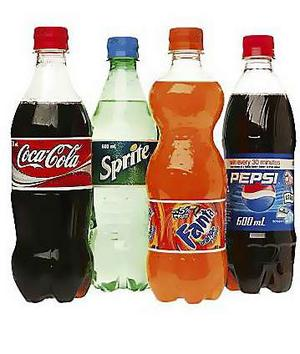 Coca-Cola
600 mL
Sprite
Fanta
win every 30 minutes
PEPSI
600 mL